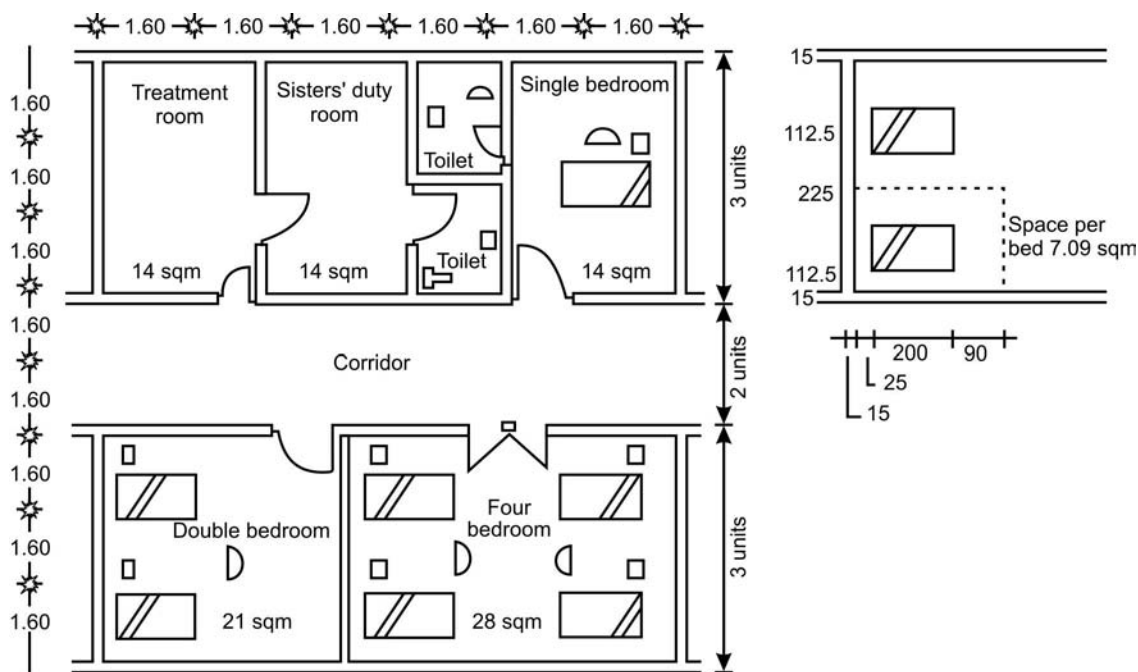 1.60 1.60 1.60 1.60 1.60 1.60
1.60
1.60
1.60
1.60
1.60
1.60
1.60
1.60
Treatment
room
14 sqm
Sisters' duty
room
14 sqm
Toilet
Toilet
Single bedroom
14 sqm
3 units
Corridor
2 units
Double bedroom
21 sqm
Four
bedroom
28 sqm
3 units
15
112.5
225
112.5
15
Space per
bed 7.09 sqm
200 90
25
15